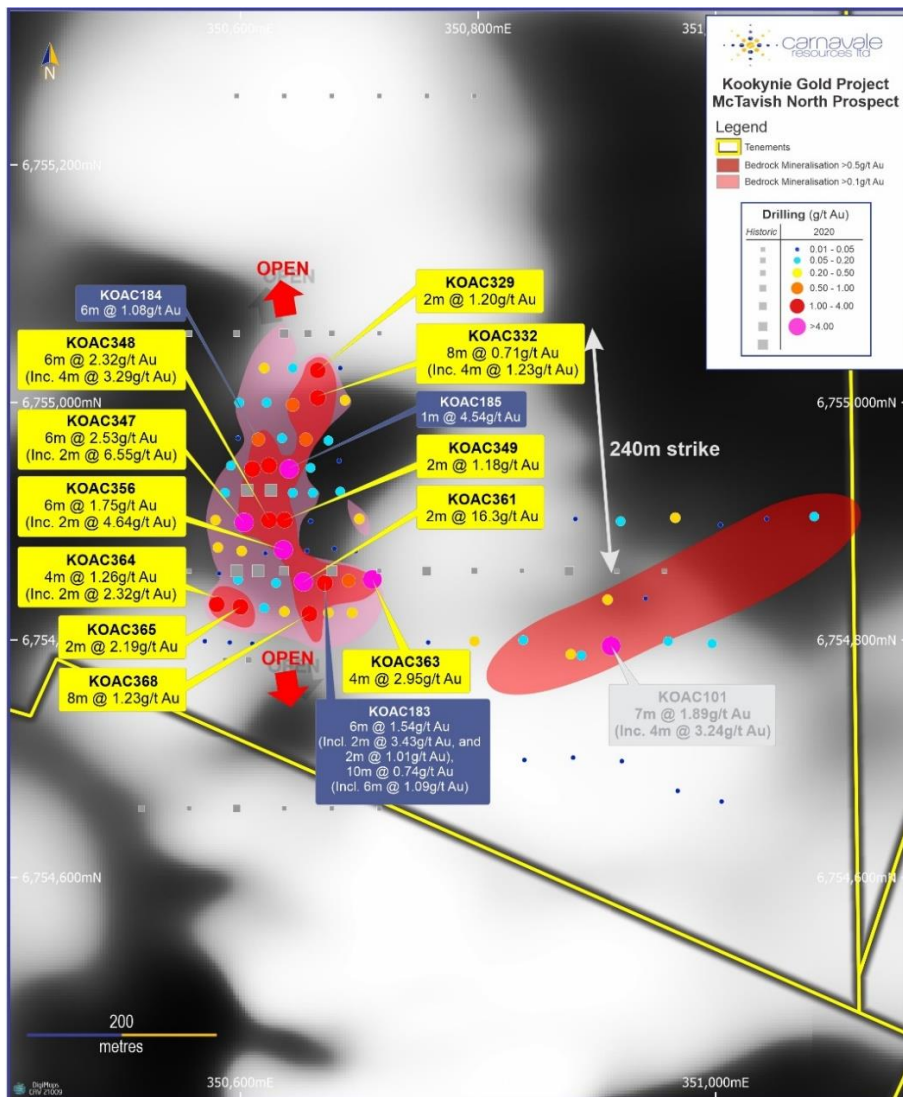 350,600mE
350,800mE
carnavale
resources ltd
Kookynie Gold Project
McTavish North Prospect
Legend
Tenements
Bedrock Mineralisation >0.5g/t Au
Bedrock Mineralisation >0.1g/t Au
Drilling (g/t Au)
Historic
2020
0.01 - 0.05
0.05 - 0.20
0.20 - 0.50
0.50 - 1.00
1.00 - 4.00
>4.00
N
6,755,200mN
OPEN
KOAC184
6m @ 1.08g/t Au
KOAC329
2m @ 1.20g/t Au
KOAC348
6m @ 2.32g/t Au
(Inc. 4m @ 3.29g/t Au)
KOAC332
8m @ 0.71g/t Au
(Inc. 4m @ 1.23g/t Au)
6,755,000mN
6,755,000mN
KOAC185
1m @ 4.54g/t Au
KOAC347
6m @ 2.53g/t Au
(Inc. 2m @ 6.55g/t Au)
KOAC349
2m @ 1.18g/t Au
240m strike
KOAC356
6m @ 1.75g/t Au
(Inc. 2m @ 4.64g/t Au)
KOAC361
2m @ 16.3g/t Au
KOAC364
4m @ 1.26g/t Au
(Inc. 2m @ 2.32g/t Au)
KOAC365
2m @ 2.19g/t Au
6,754,800mN
OPEN
KOAC363
4m @ 2.95g/t Au
KOAC368
8m @ 1.23g/t Au
KOAC101
7m @ 1.89g/t Au
(Inc. 4m @ 3.24g/t Au)
KOAC183
6m @ 1.54g/t Au
(Incl. 2m @ 3.43g/t Au, and
2m @ 1.01g/t Au),
10m @ 0.74g/t Au
(Incl. 6m @ 1.09g/t Au)
6,754,600mN
6,754,600mN
200
metres
DigiMaps
CAV 21009
350,600mE
351,000mE